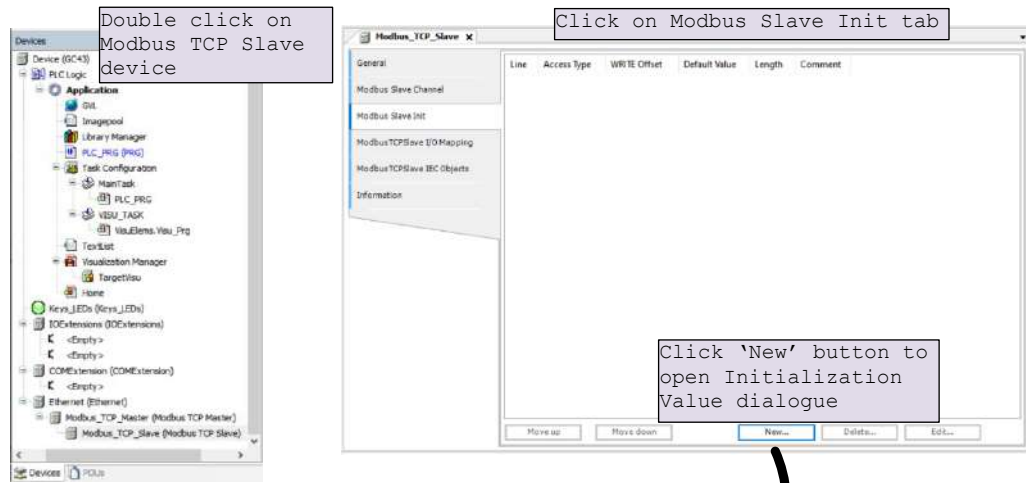 Double click on
Modbus TCP Slave
device
Click on Modbus Slave Init tab
Devices
Device (GC43)
PLC Logic
Application
GVL
Imagepool
Library Manager
PLC_PRG (PRG)
Task Configuration
MainTask
PLC_PRG
VISU_TASK
VisuElems.Visu_Prg
TextList
Visualization Manager
TargetVisu
Home
Keys_LEDs (Keys_LEDs)
IOExtensions (IOExtensions)
<Empty>
<Empty>
COMExtension (COMExtension)
<Empty>
Ethernet (Ethernet)
Modbus_TCP_Master (Modbus TCP Master)
Modbus_TCP_Slave (Modbus TCP Slave)
Devices POUs
Modbus_TCP_Slave x
General
Modbus Slave Channel
Modbus Slave Init
ModbusTCPSlave I/O Mapping
ModbusTCPSlave IEC Objects
Information
Line Access Type WRITE Offset Default Value Length Comment
Click ‘New’ button to
open Initialization
Value dialogue
Move up Move down New... Delete... Edit...